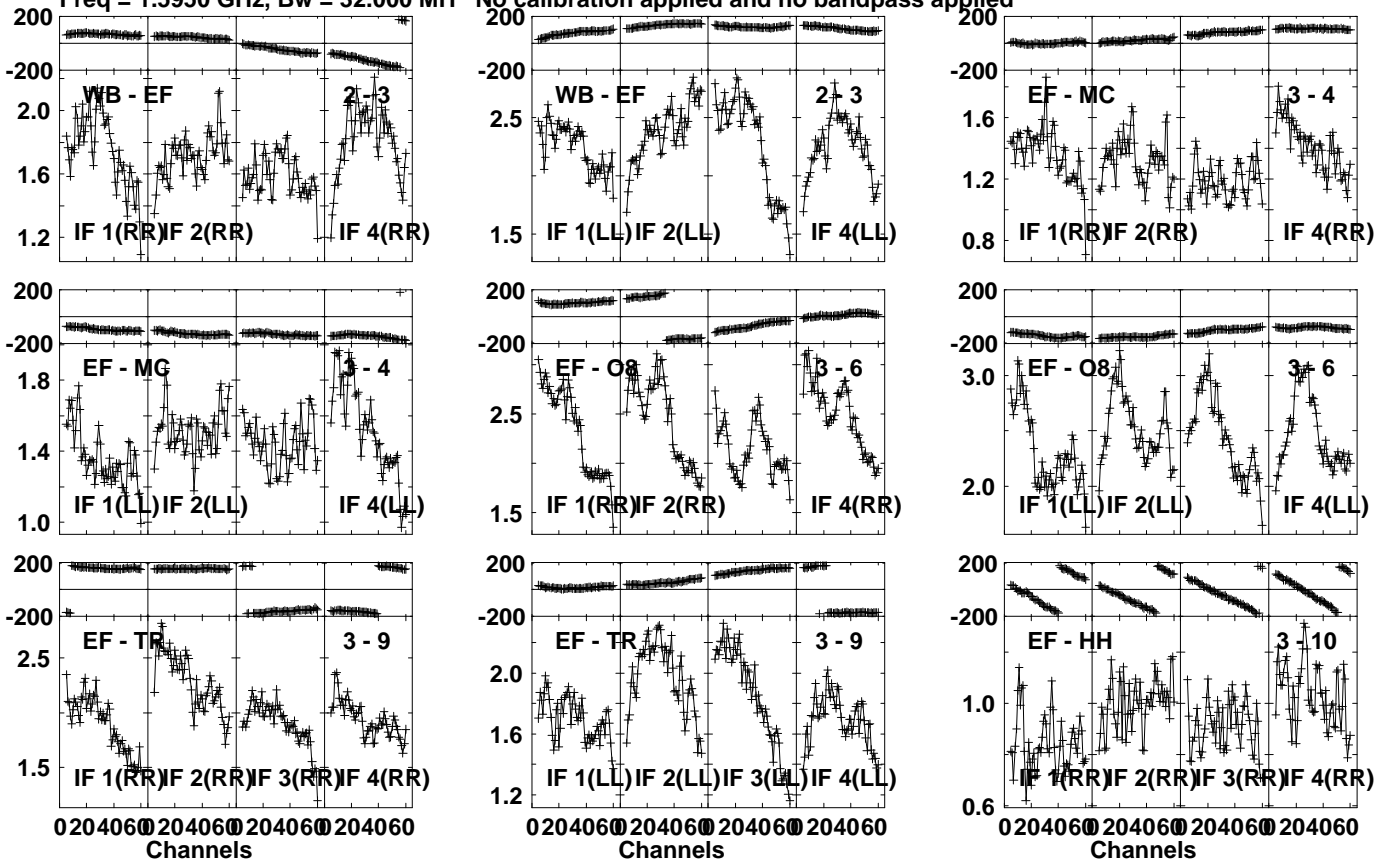 Freq = 1.5950 GHz, Bw = 32.000 MH No calibration applied and no bandpass applied
200
-200
WB - EF 2 - 3
2.0
1.6
1.2
IF 1(RR) IF 2(RR) IF 4(RR)
200
-200
WB - EF 2 - 3
2.5
1.5
IF 1(LL) IF 2(LL) IF 4(LL)
200
-200
EF - MC 3 - 4
1.6
1.2
0.8
IF 1(RR) IF 2(RR) IF 4(RR)
200
-200
EF - MC 3 - 4
1.8
1.4
1.0
IF 1(LL) IF 2(LL) IF 4(LL)
200
-200
EF - O8 3 - 6
2.5
1.5
IF 1(RR) IF 2(RR) IF 4(RR)
200
-200
EF - O8 3 - 6
3.0
2.0
IF 1(LL) IF 2(LL) IF 4(LL)
200
-200
EF - TR 3 - 9
2.5
1.5
IF 1(RR) IF 2(RR) IF 3(RR) IF 4(RR)
0 20 40 60 0 20 40 60 0 20 40 60 0 20 40 60
Channels
200
-200
EF - TR 3 - 9
2.0
1.6
1.2
IF 1(LL) IF 2(LL) IF 3(LL) IF 4(LL)
0 20 40 60 0 20 40 60 0 20 40 60 0 20 40 60
Channels
200
-200
EF - HH 3 - 10
1.0
0.6
IF 1(RR) IF 2(RR) IF 3(RR) IF 4(RR)
0 20 40 60 0 20 40 60 0 20 40 60 0 20 40 60
Channels